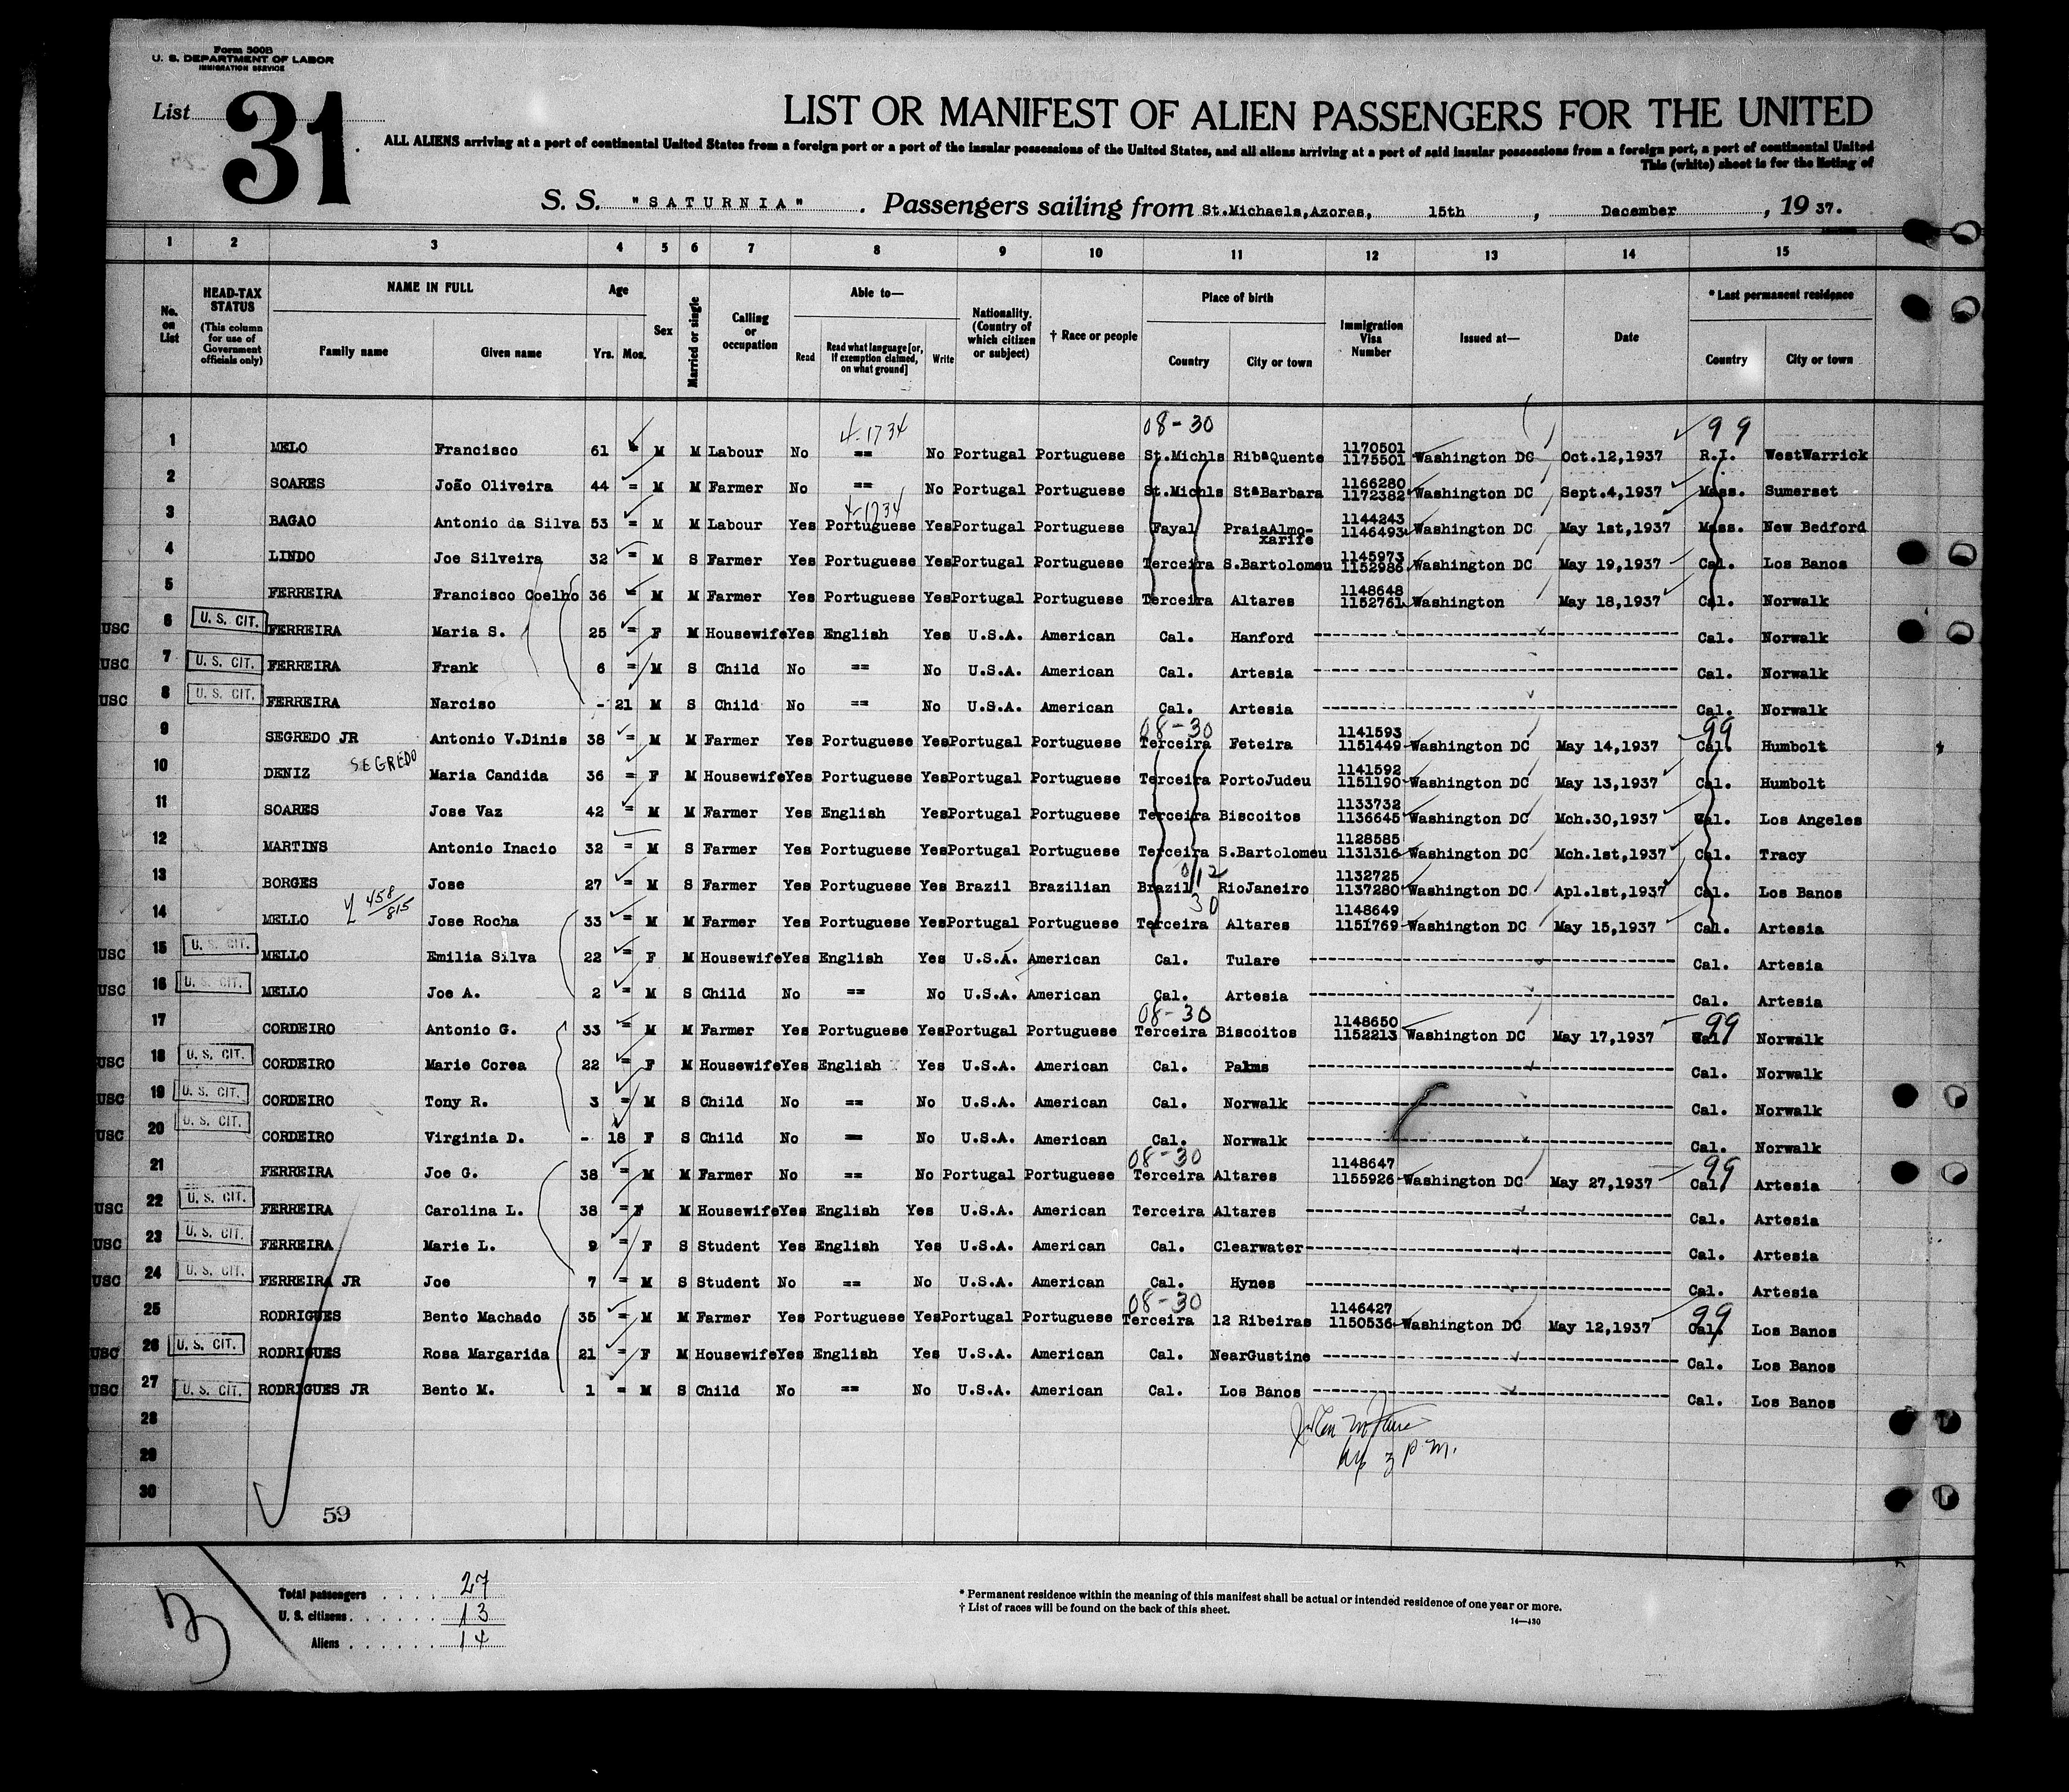 Form 500B
U. S. DEPARTMENT OF LABOR
IMMIGRATION SERVICE
List 31
LIST OR MANIFEST OF ALIEN PASSENGERS FOR THE UNITED
ALL ALIENS arriving at a port of continental United States from a foreign port or a part of the insular possessions of the United States, and all aliens arriving at a port of said insular possessions from a foreign port, a part of continental United
This (white) sheet is for the listing of
S. S. "SATURNIA". Passengers sailing from St.Michaels,Azores, 15th, December, 19 37.
1 2 3 4 5 6 7 8 9 10 11 12 13 14 15
No. on List
HEAD-TAX STATUS (This column for use of Government officials only)
NAME IN FULL Family name Given name
Age Yrs. Mos.
Sex
Married or single
Calling or occupation
Able to— Read Read what language [or, if exemption claimed, on what ground] Write
Nationality. (Country of which citizen or subject)
† Race or people
Place of birth Country City or town
Immigration Visa Number
Issued at—
Date
* Last permanent residence Country City or town
4-1734 08-30 99
1 MELO Francisco 61 M M Labour No == No Portugal Portuguese St.Michls RibªQuente 1170501 1175501 Washington DC Oct.12,1937 R.I. WestWarrick
2 SOARES João Oliveira 44 = M M Farmer No == No Portugal Portuguese St.Michls StªBarbara 1166280 1172382 Washington DC Sept.4,1937 Mass. Sumerset
4-1734
3 BAGAO Antonio da Silva 53 = M M Labour Yes Portuguese Yes Portugal Portuguese Fayal PraiaAlmo-xarife 1144243 1146493 Washington DC May 1st,1937 Mass. New Bedford
4 LINDO Joe Silveira 32 = M S Farmer Yes Portuguese Yes Portugal Portuguese Terceira S.Bartolomeu 1145973 1152986 Washington DC May 19,1937 Cal. Los Banos
5 FERREIRA Francisco Coelho 36 = M M Farmer Yes Portuguese Yes Portugal Portuguese Terceira Altares 1148648 1152761 Washington May 18,1937 Cal. Norwalk
USC 6 U. S. CIT. FERREIRA Maria S. 25 = F M Housewife Yes English Yes U.S.A. American Cal. Hanford Cal. Norwalk
USC 7 U. S. CIT. FERREIRA Frank 6 = M S Child No == No U.S.A. American Cal. Artesia Cal. Norwalk
USC 8 U. S. CIT. FERREIRA Narciso - 21 M S Child No == No U.S.A. American Cal. Artesia Cal. Norwalk
08-30 99
9 SEGREDO JR Antonio V.Dinis 38 = M M Farmer Yes Portuguese Yes Portugal Portuguese Terceira Feteira 1141593 1151449 Washington DC May 14,1937 Cal. Humbolt
SEGREDO
10 DENIZ Maria Candida 36 = F M Housewife Yes Portuguese Yes Portugal Portuguese Terceira PortoJudeu 1141592 1151190 Washington DC May 13,1937 Cal. Humbolt
11 SOARES Jose Vaz 42 = M M Farmer Yes English Yes Portugal Portuguese Terceira Biscoitos 1133732 1136645 Washington DC Mch.30,1937 Cal. Los Angeles
12 MARTINS Antonio Inacio 32 = M S Farmer Yes Portuguese Yes Portugal Portuguese Terceira S.Bartolomeu 1128585 1131316 Washington DC Mch.1st,1937 Cal. Tracy
13 BORGES Jose 27 = M S Farmer Yes Portuguese Yes Brazil Brazilian Brazil RioJaneiro 1132725 1137280 Washington DC Apl.1st,1937 Cal. Los Banos
458/815 30
14 MELLO Jose Rocha 33 = M M Farmer Yes Portuguese Yes Portugal Portuguese Terceira Altares 1148649 1151769 Washington DC May 15,1937 Cal. Artesia
USC 15 U. S. CIT. MELLO Emilia Silva 22 = F M Housewife Yes English Yes U.S.A. American Cal. Tulare Cal. Artesia
USC 16 U. S. CIT. MELLO Joe A. 2 = M S Child No == No U.S.A. American Cal. Artesia Cal. Artesia
08-30 99
17 CORDEIRO Antonio G. 33 = M M Farmer Yes Portuguese Yes Portugal Portuguese Terceira Biscoitos 1148650 1152213 Washington DC May 17,1937 Cal. Norwalk
USC 18 U. S. CIT. CORDEIRO Marie Corea 22 = F M Housewife Yes English Yes U.S.A. American Cal. Palms Cal. Norwalk
USC 19 U. S. CIT. CORDEIRO Tony R. 3 = M S Child No == No U.S.A. American Cal. Norwalk Cal. Norwalk
USC 20 U. S. CIT. CORDEIRO Virginia D. - 18 F S Child No == No U.S.A. American Cal. Norwalk Cal. Norwalk
08-30 99
21 FERREIRA Joe G. 38 = M M Farmer No == No Portugal Portuguese Terceira Altares 1148647 1155926 Washington DC May 27,1937 Cal. Artesia
USC 22 U. S. CIT. FERREIRA Carolina L. 38 = F M Housewife Yes English Yes U.S.A. American Terceira Altares Cal. Artesia
USC 23 U. S. CIT. FERREIRA Marie L. 9 = F S Student Yes English Yes U.S.A. American Cal. Clearwater Cal. Artesia
USC 24 U. S. CIT. FERREIRA JR Joe 7 = M S Student No == No U.S.A. American Cal. Hynes Cal. Artesia
08-30 99
25 RODRIGUES Bento Machado 35 = M M Farmer Yes Portuguese Yes Portugal Portuguese Terceira 12 Ribeiras 1146427 1150536 Washington DC May 12,1937 Cal. Los Banos
USC 26 U. S. CIT. RODRIGUES Rosa Margarida 21 = F M Housewife Yes English Yes U.S.A. American Cal. NearGustine Cal. Los Banos
USC 27 U. S. CIT. RODRIGUES JR Bento M. 1 = M S Child No == No U.S.A. American Cal. Los Banos Cal. Los Banos
28
29
3 P.M.
30
59
Total passengers . . . . 27
U. S. citizens . . . . . . 13
Aliens . . . . . . 14
* Permanent residence within the meaning of this manifest shall be actual or intended residence of one year or more.
† List of races will be found on the back of this sheet.
14—430